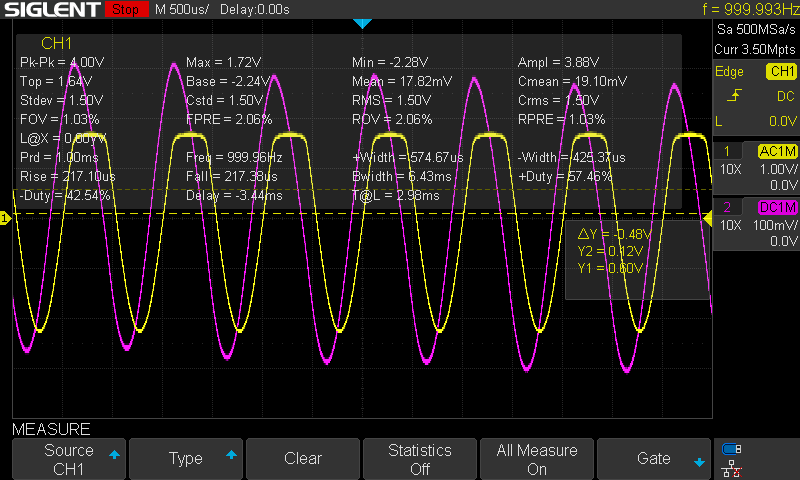 SIGLENT Stop M 500us/ Delay:0.00s f = 999.993Hz
Sa 500MSa/s
Curr 3.50Mpts
CH1
Pk-Pk = 4.00V Max = 1.72V Min = -2.28V Ampl = 3.88V
Top = 1.64V Base = -2.24V Mean = 17.82mV Cmean = 19.10mV
Stdev = 1.50V Cstd = 1.50V RMS = 1.50V Crms = 1.50V
FOV = 1.03% FPRE = 2.06% ROV = 2.06% RPRE = 1.03%
L@X = 0.00YY
Prd = 1.00ms Freq = 999.96Hz +Width = 574.67us -Width = 425.37us
Rise = 217.10us Fall = 217.38us Bwidth = 6.43ms +Duty = 57.46%
-Duty = 42.54% Delay = -3.44ms T@L = 2.98ms
Edge CH1
DC
L 0.0V
1 AC1M
10X 1.00V/
0.0V
2 DC1M
10X 100mV/
0.0V
1
ΔY = -0.48V
Y2 = 0.12V
Y1 = 0.60V
MEASURE
Source
CH1
Type
Clear
Statistics
Off
All Measure
On
Gate